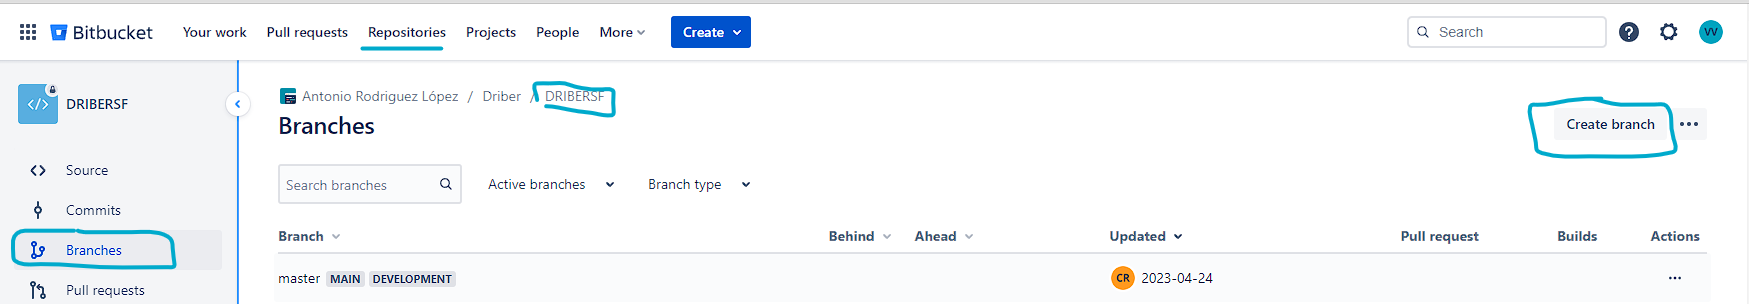 Bitbucket Your work Pull requests Repositories Projects People More Create Search VV
DRIBERSF
Antonio Rodriguez López / Driber / DRIBERSF
Branches
Create branch
Source
Search branches Active branches Branch type
Commits
Branch Behind Ahead Updated Pull request Builds Actions
Branches
master MAIN DEVELOPMENT CR 2023-04-24
Pull requests